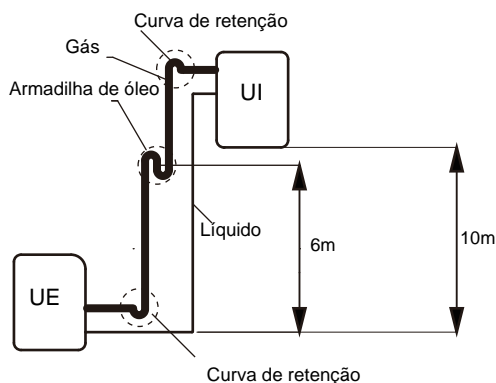 Curva de retenção
Gás
UI
Armadilha de óleo
Líquido
6m
10m
UE
Curva de retenção